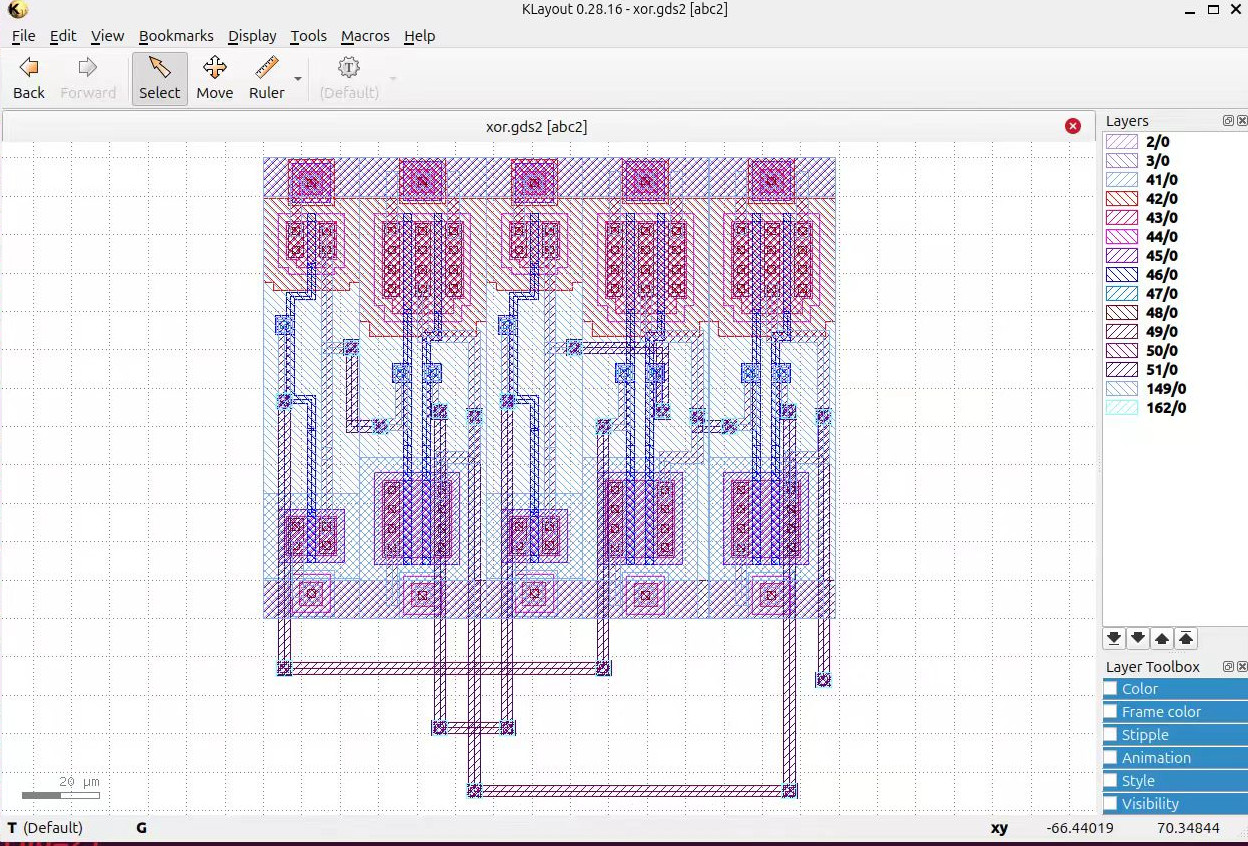 KLayout 0.28.16 - xor.gds2 [abc2]
File Edit View Bookmarks Display Tools Macros Help
Back Forward Select Move Ruler T (Default)
xor.gds2 [abc2]
Layers
2/0
3/0
41/0
42/0
43/0
44/0
45/0
46/0
47/0
48/0
49/0
50/0
51/0
149/0
162/0
Layer Toolbox
Color
Frame color
Stipple
Animation
Style
Visibility
20 μm
T (Default) G xy -66.44019 70.34844